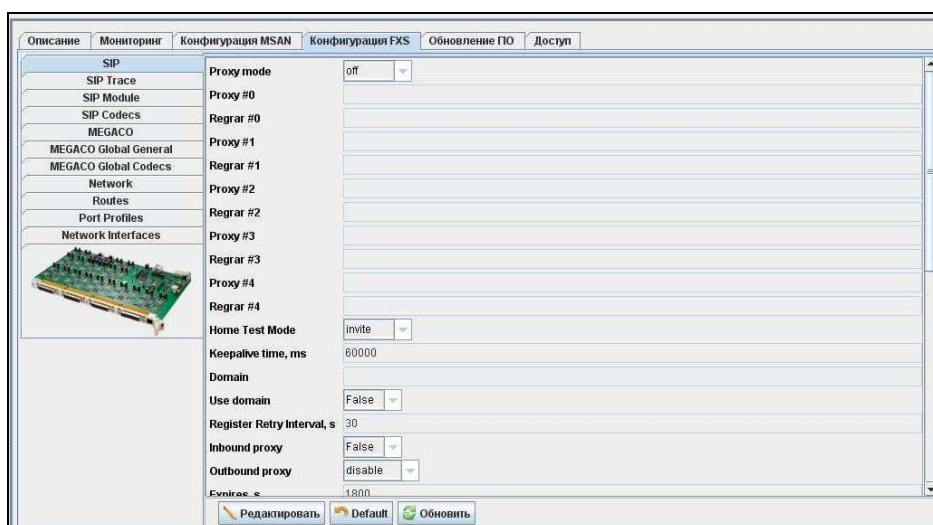 Описание Мониторинг Конфигурация MSAN Конфигурация FXS Обновление ПО Доступ
SIP
SIP Trace
SIP Module
SIP Codecs
MEGACO
MEGACO Global General
MEGACO Global Codecs
Network
Routes
Port Profiles
Network Interfaces
Proxy mode off
Proxy #0
Regrar #0
Proxy #1
Regrar #1
Proxy #2
Regrar #2
Proxy #3
Regrar #3
Proxy #4
Regrar #4
Home Test Mode invite
Keepalive time, ms 60000
Domain
Use domain False
Register Retry Interval, s 30
Inbound proxy False
Outbound proxy disable
Expires, s 1800
Редактировать Default Обновить